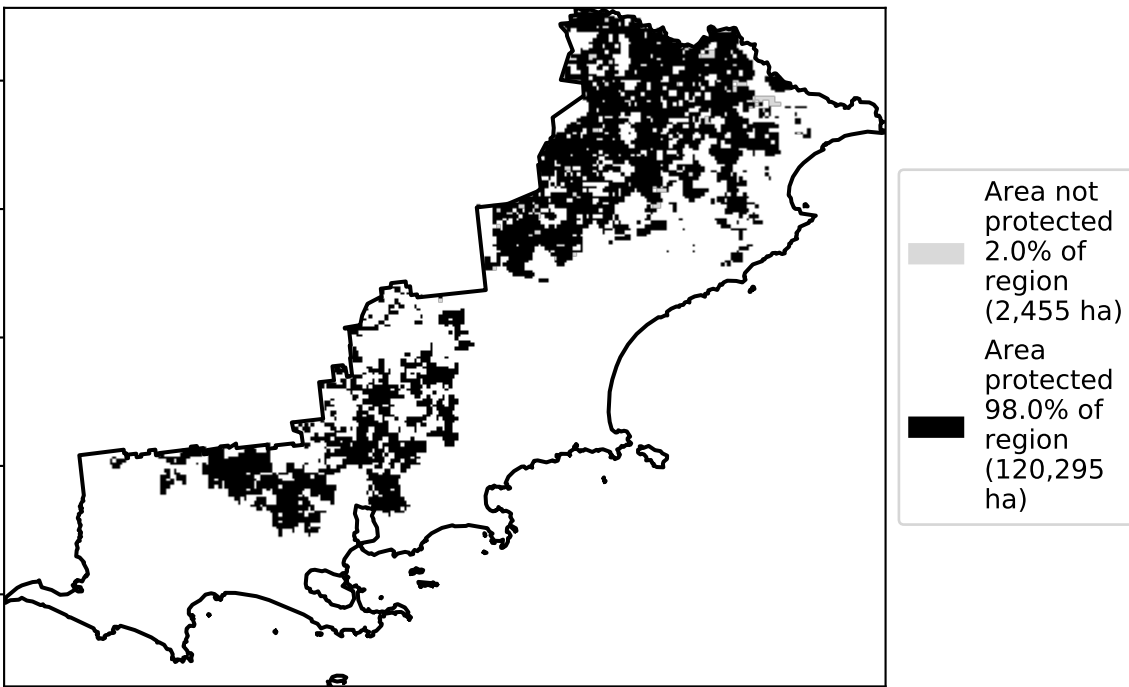 Area not
protected
2.0% of
region
(2,455 ha)
Area
protected
98.0% of
region
(120,295
ha)